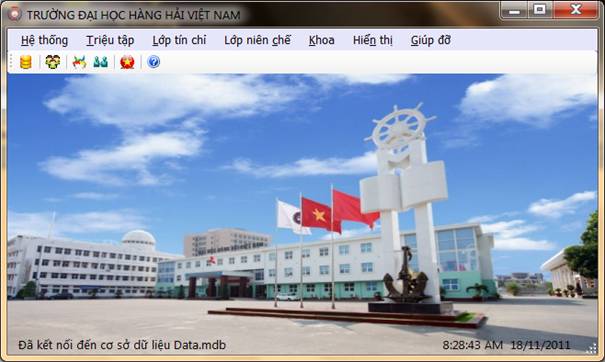 TRƯỜNG ĐẠI HỌC HÀNG HẢI VIỆT NAM
Hệ thống Triệu tập Lớp tín chỉ Lớp niên chế Khoa Hiển thị Giúp đỡ
Đã kết nối đến cơ sở dữ liệu Data.mdb 8:28:43 AM 18/11/2011